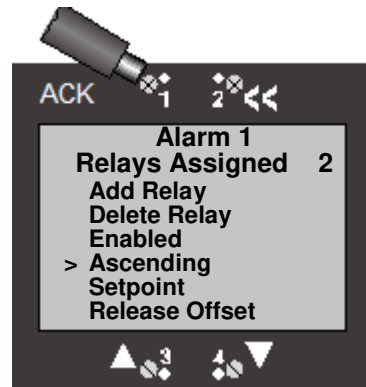 ACK 1 2 <<
Alarm 1
Relays Assigned 2
Add Relay
Delete Relay
Enabled
> Ascending
Setpoint
Release Offset
3 4